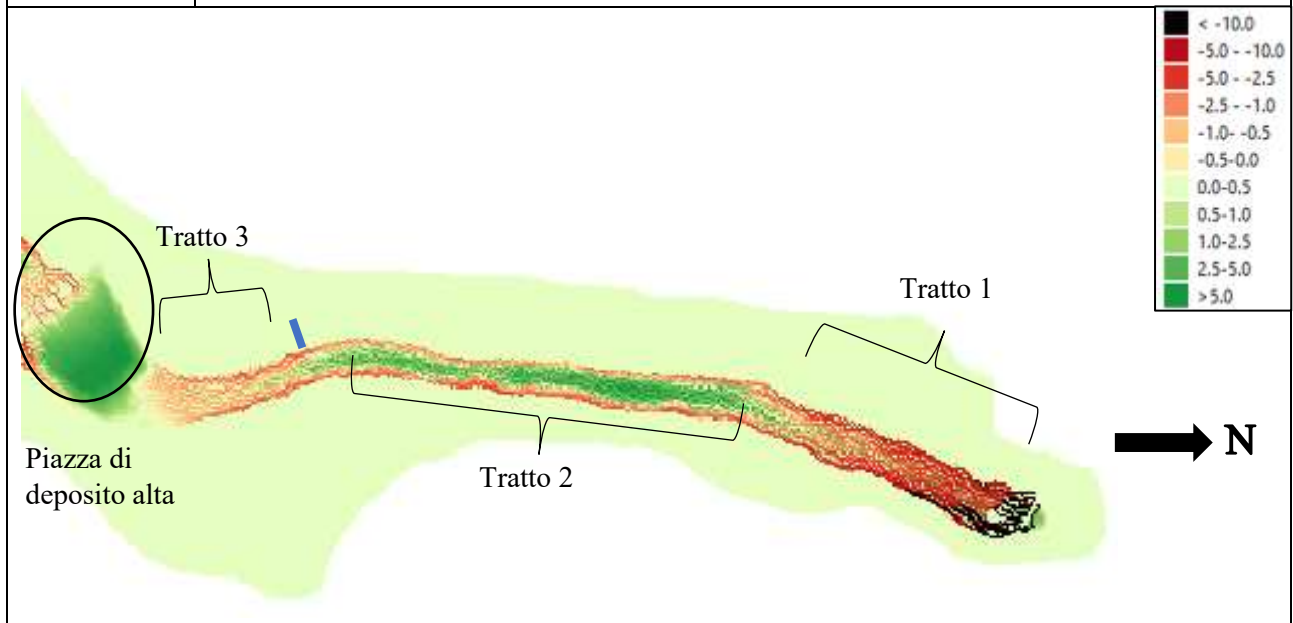 < -10.0
-5.0 - -10.0
-5.0 - -2.5
-2.5 - -1.0
-1.0- -0.5
-0.5-0.0
0.0-0.5
0.5-1.0
1.0-2.5
2.5-5.0
>5.0
Tratto 3
Tratto 1
N
Piazza di
deposito alta
Tratto 2